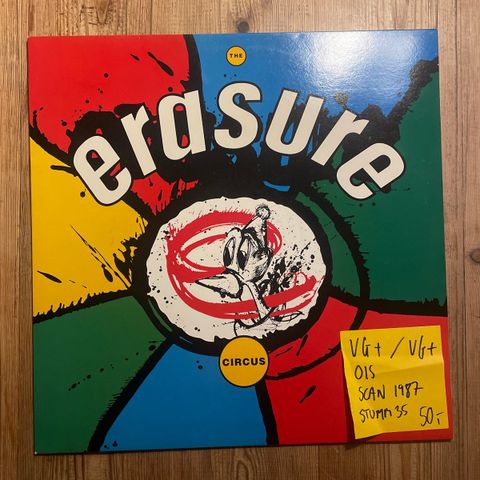 THE
erasure
CIRCUS
VG+ / VG+
OIS
SCAN 1987
STUMM 35 50,-